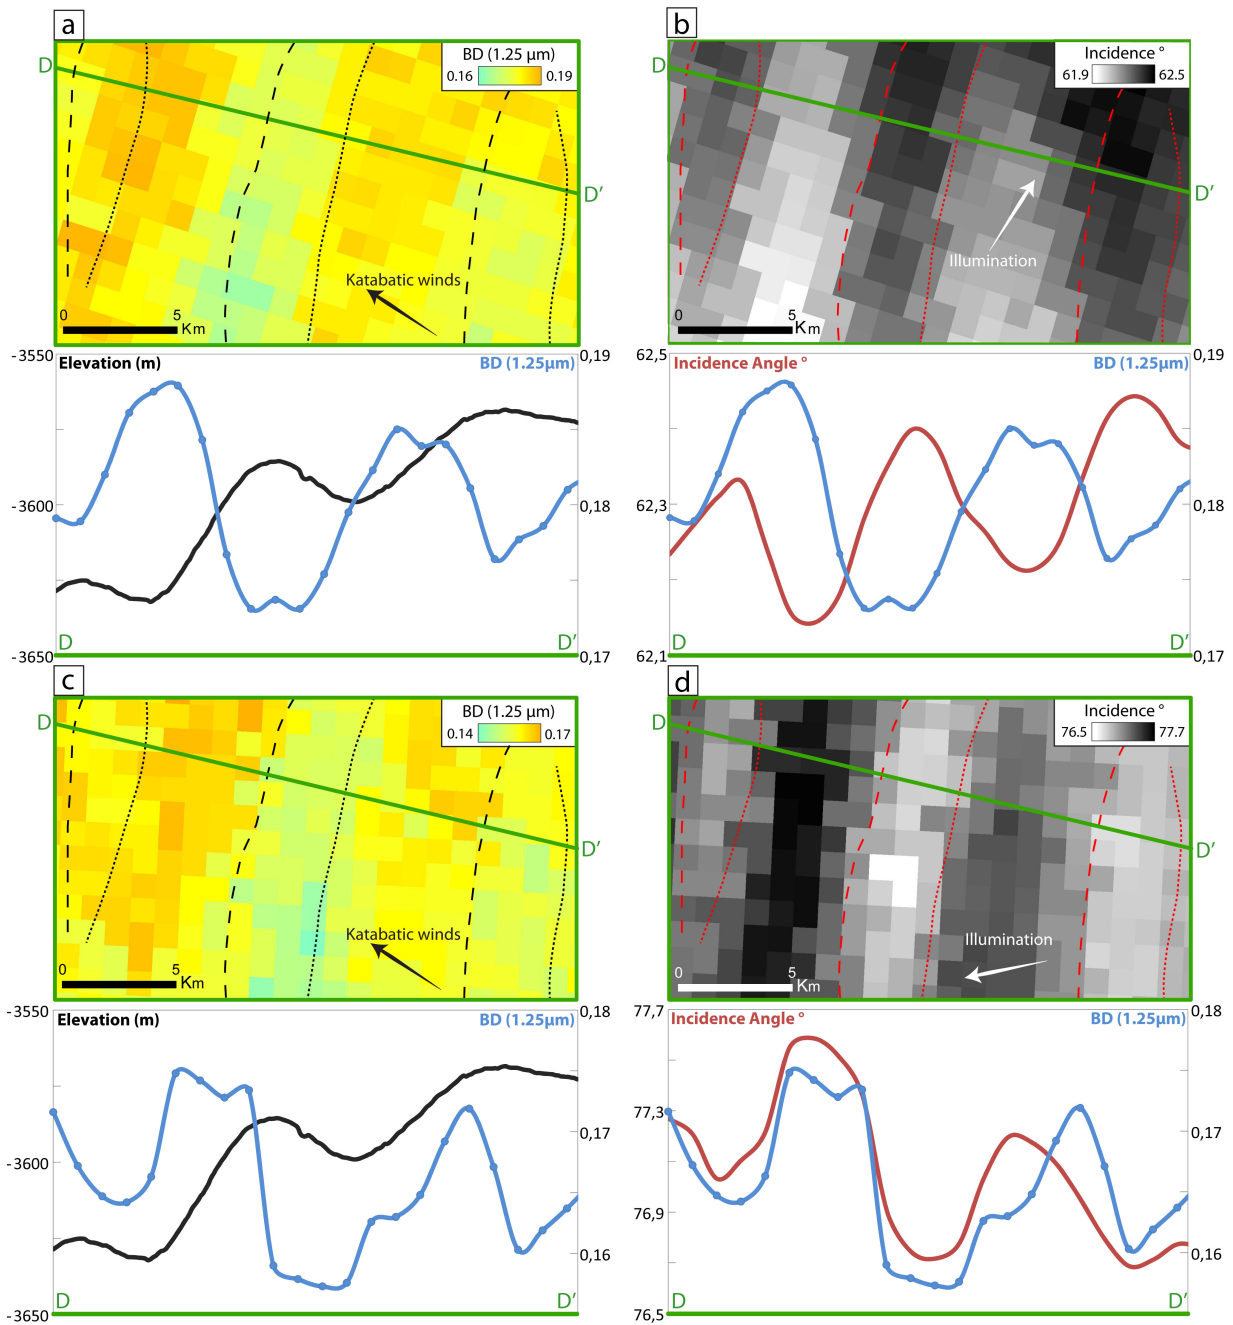 a
D
BD (1.25 μm)
0.16 0.19
D'
Katabatic winds
0 5
Km
b
D
Incidence °
61.9 62.5
D'
Illumination
0 5
Km
-3550
Elevation (m)
BD (1.25μm)
0,19
-3600
0,18
D D'
-3650
0,17
62,5
Incidence Angle °
BD (1.25μm)
0,19
62,3
0,18
D D'
62,1
0,17
c
D
BD (1.25 μm)
0.14 0.17
D'
Katabatic winds
0 5
Km
d
D
Incidence °
76.5 77.7
D'
Illumination
0 5
Km
-3550
Elevation (m)
BD (1.25μm)
0,18
0,17
-3600
0,16
D D'
-3650
77,7
Incidence Angle °
BD (1.25μm)
0,18
77,3
0,17
76,9
0,16
D D'
76,5